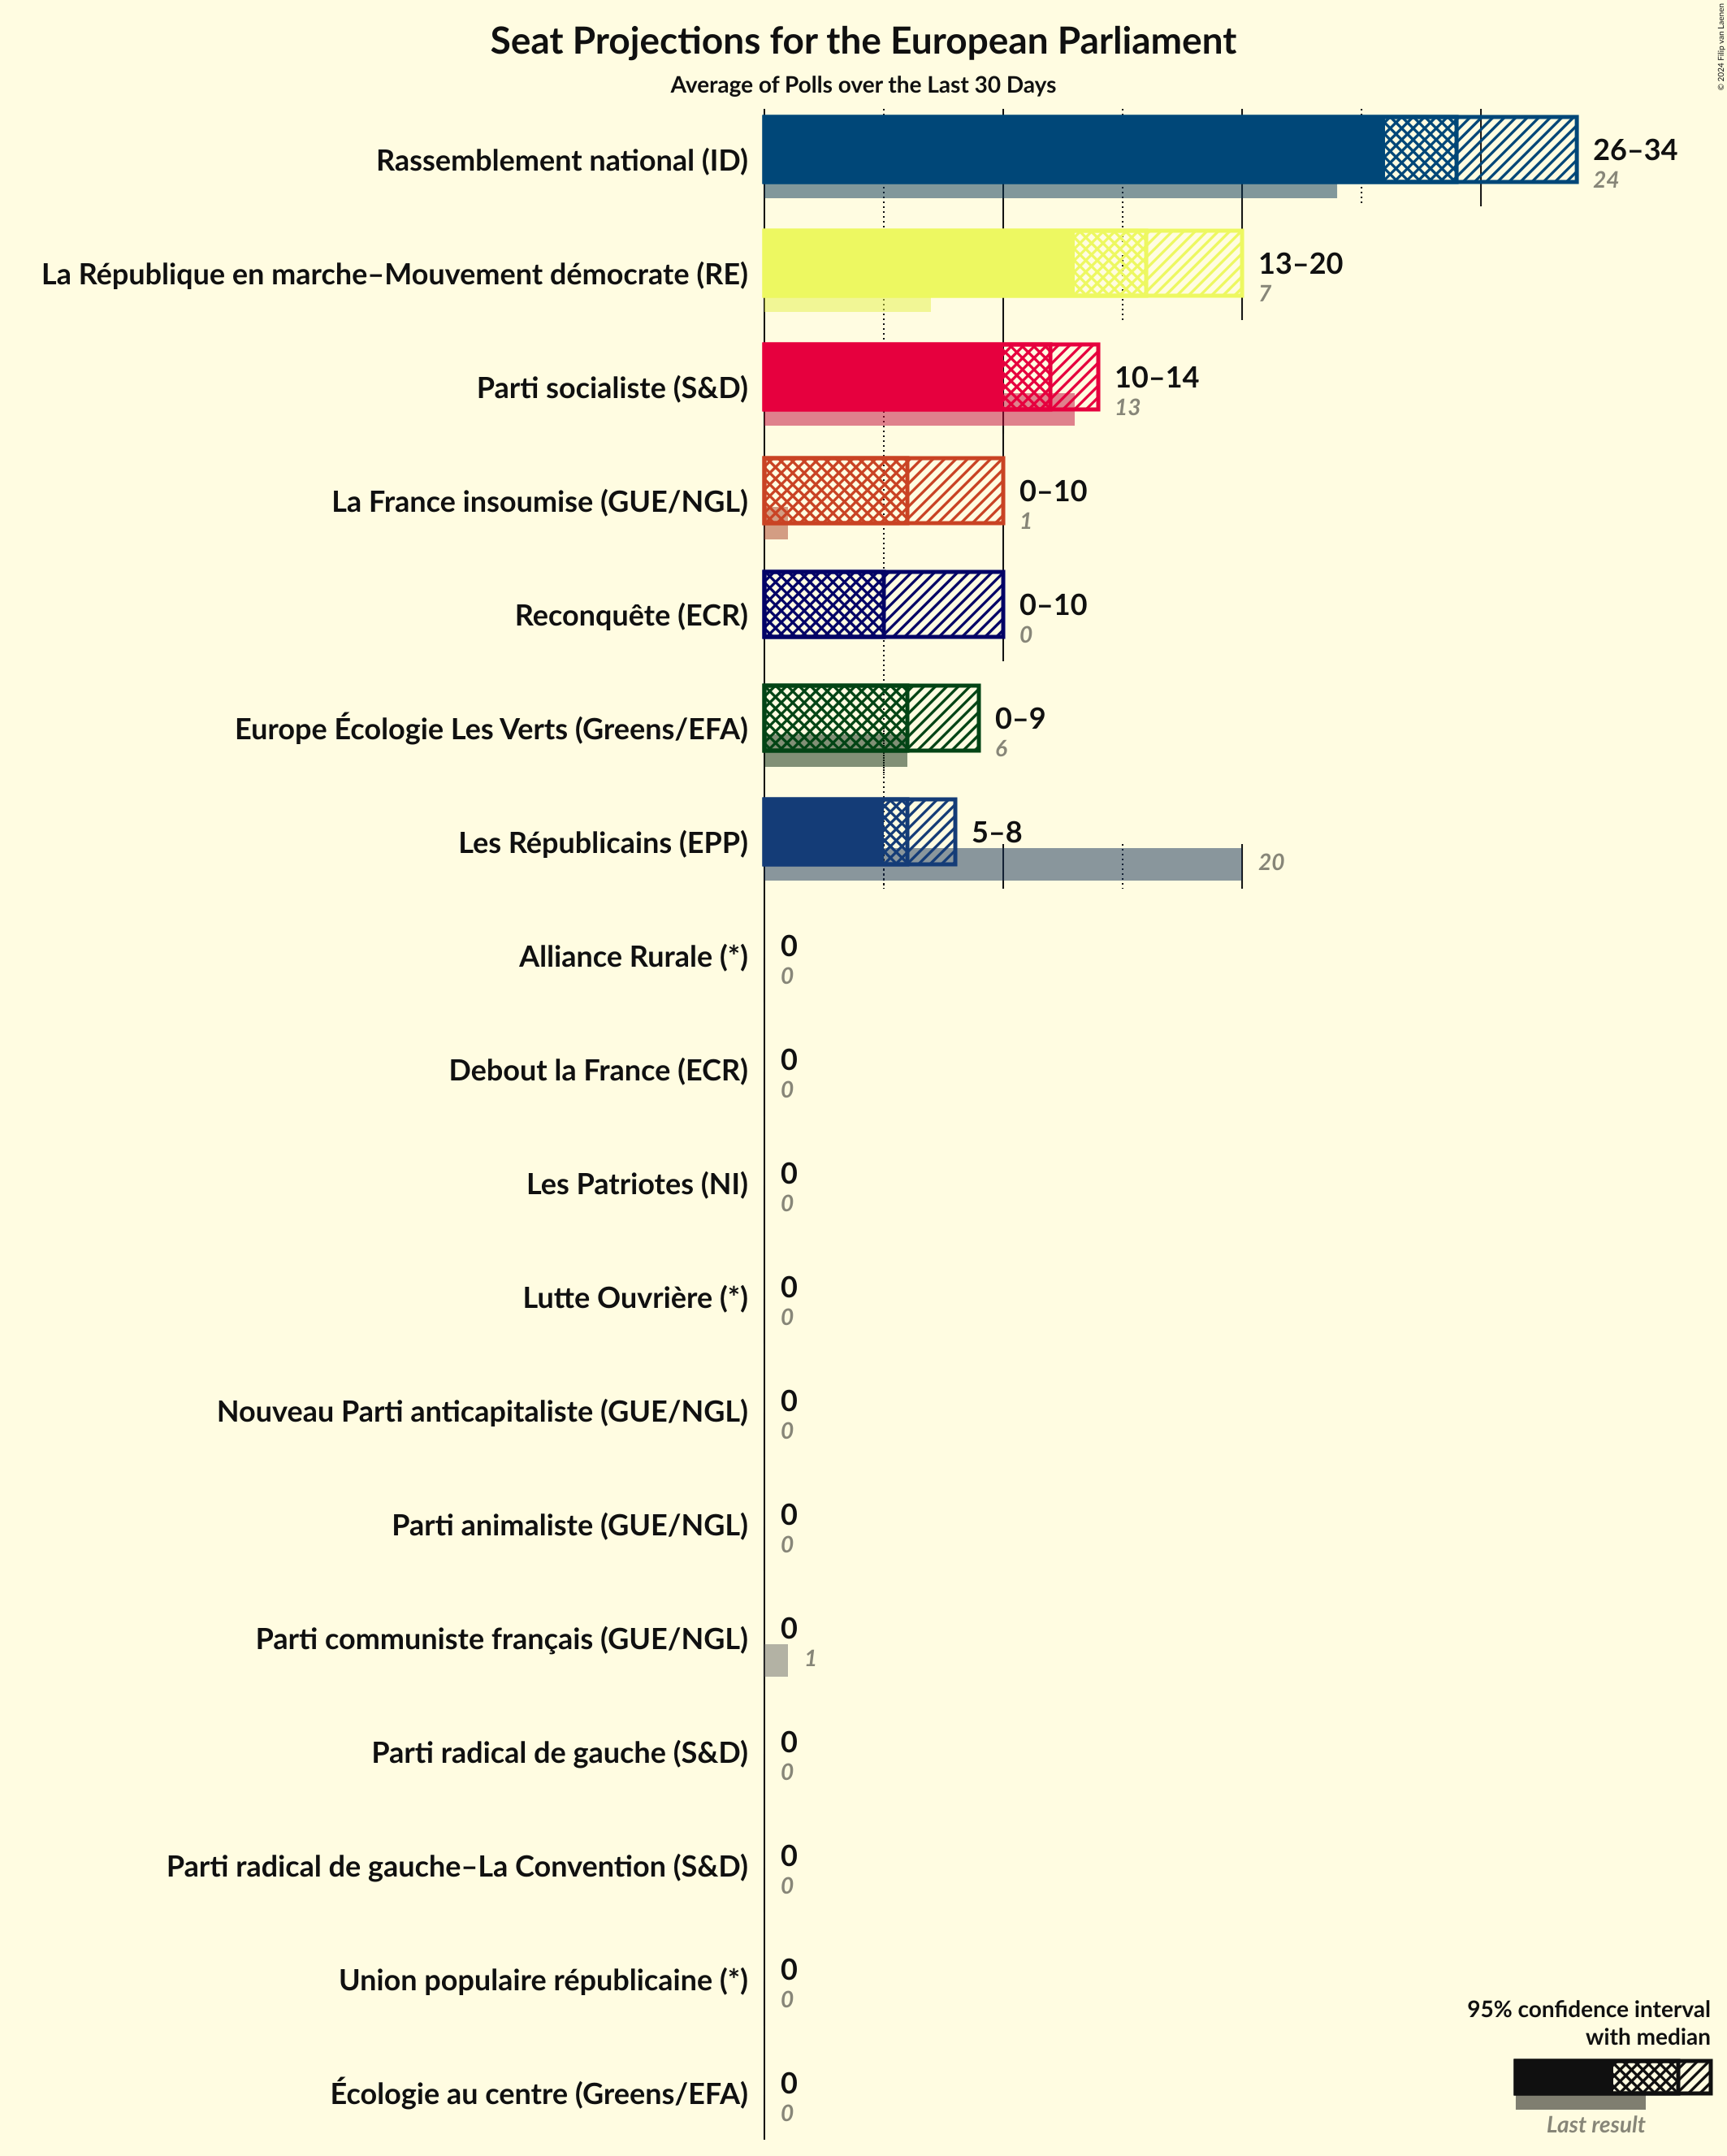 Seat Projections for the European Parliament
Average of Polls over the Last 30 Days
© 2024 Filip van Laenen
Rassemblement national (ID)
26–34
24
La République en marche–Mouvement démocrate (RE)
13–20
7
Parti socialiste (S&D)
10–14
13
La France insoumise (GUE/NGL)
0–10
1
Reconquête (ECR)
0–10
0
Europe Écologie Les Verts (Greens/EFA)
0–9
6
Les Républicains (EPP)
5–8
20
Alliance Rurale (*)
0
0
Debout la France (ECR)
0
0
Les Patriotes (NI)
0
0
Lutte Ouvrière (*)
0
0
Nouveau Parti anticapitaliste (GUE/NGL)
0
0
Parti animaliste (GUE/NGL)
0
0
Parti communiste français (GUE/NGL)
0
1
Parti radical de gauche (S&D)
0
0
Parti radical de gauche–La Convention (S&D)
0
0
Union populaire républicaine (*)
0
0
Écologie au centre (Greens/EFA)
0
0
95% confidence interval
with median
Last result